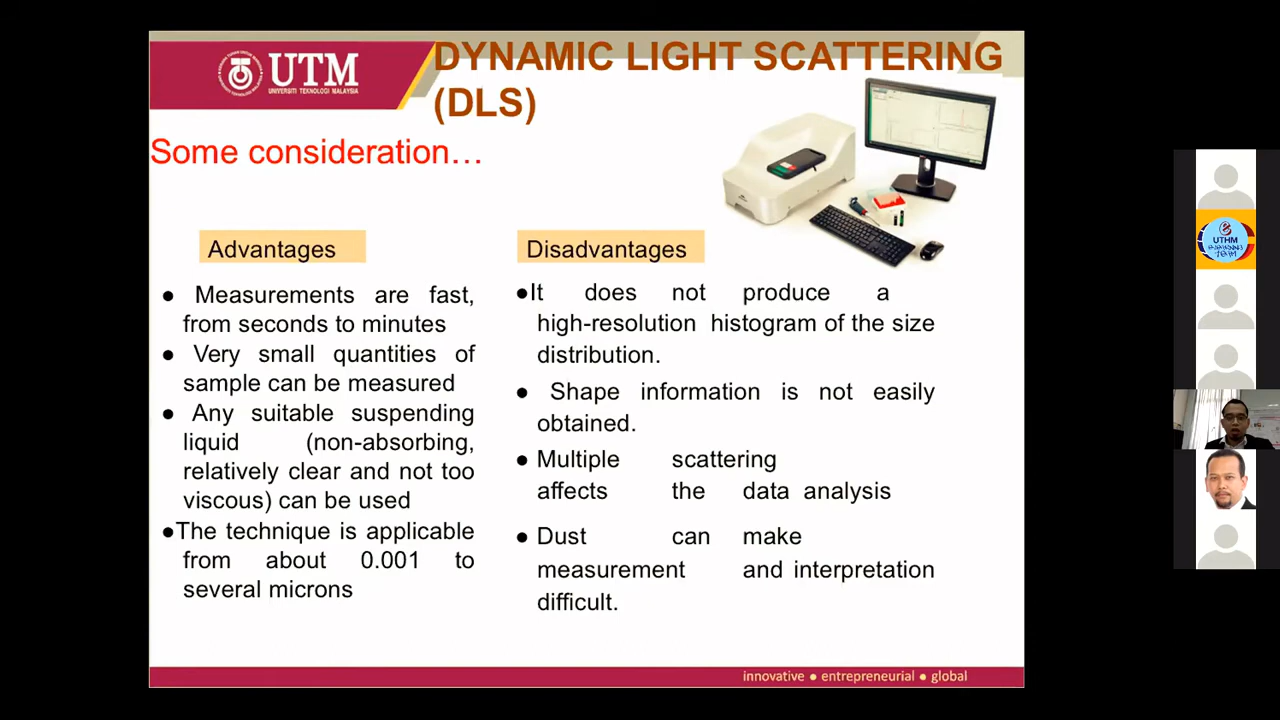 UTM
UNIVERSITI TEKNOLOGI MALAYSIA
DYNAMIC LIGHT SCATTERING
(DLS)
Some consideration…
Advantages
● Measurements are fast,
from seconds to minutes
● Very small quantities of
sample can be measured
● Any suitable suspending
liquid (non-absorbing,
relatively clear and not too
viscous) can be used
●The technique is applicable
from about 0.001 to
several microns
Disadvantages
●It does not produce a
high-resolution histogram of the size
distribution.
● Shape information is not easily
obtained.
● Multiple scattering
affects the data analysis
● Dust can make
measurement and interpretation
difficult.
innovative ● entrepreneurial ● global
UTHM